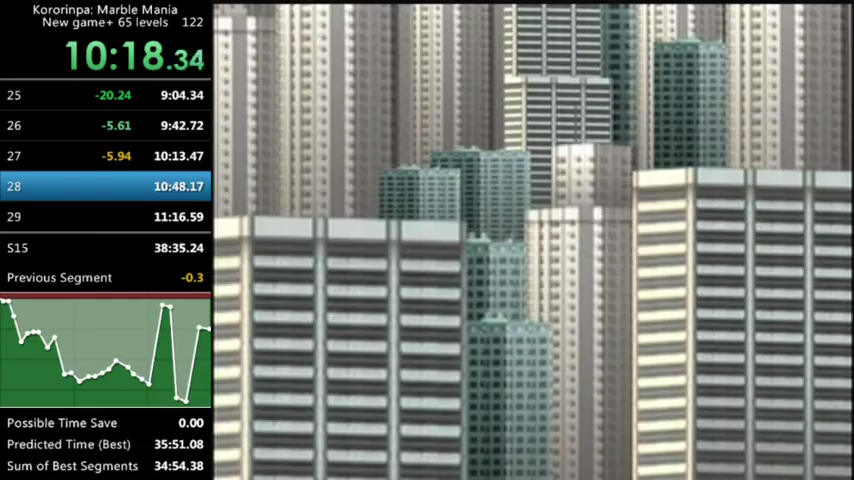 Kororinpa: Marble Mania
New game+ 65 levels 122
10:18.34
25 -20.24 9:04.34
26 -5.61 9:42.72
27 -5.94 10:13.47
28 10:48.17
29 11:16.59
S15 38:35.24
Previous Segment -0.3
Possible Time Save 0.00
Predicted Time (Best) 35:51.08
Sum of Best Segments 34:54.38